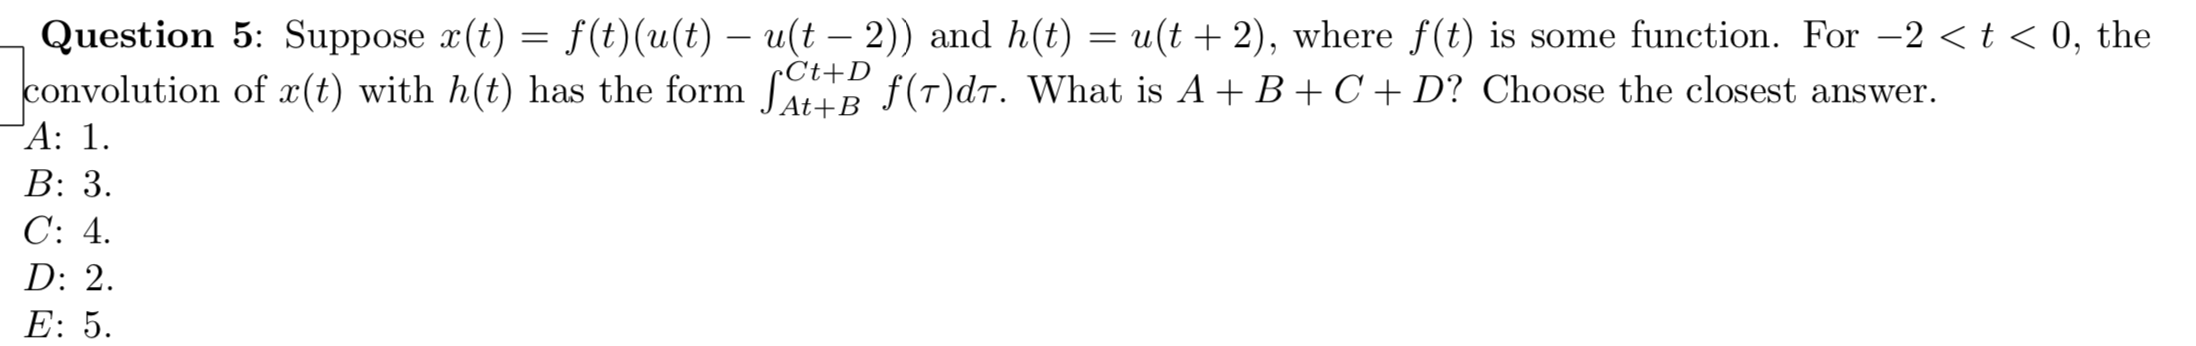 Question 5: Suppose x(t) = f(t)(u(t) − u(t − 2)) and h(t) = u(t + 2), where f(t) is some function. For −2 < t < 0, the
convolution of x(t) with h(t) has the form ∫_{At+B}^{Ct+D} f(τ)dτ. What is A + B + C + D? Choose the closest answer.
A: 1.
B: 3.
C: 4.
D: 2.
E: 5.